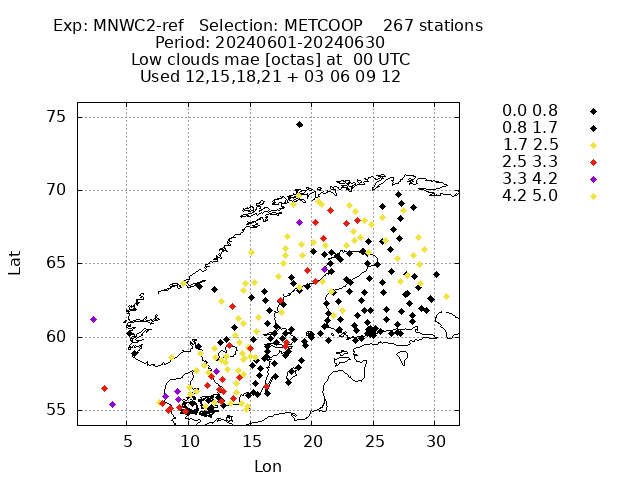 Exp: MNWC2-ref   Selection: METCOOP    267 stations
Period: 20240601-20240630
Low clouds mae [octas] at  00 UTC
Used 12,15,18,21 + 03 06 09 12
0.0 0.8
0.8 1.7
1.7 2.5
2.5 3.3
3.3 4.2
4.2 5.0
75
70
65
60
55
Lat
5 10 15 20 25 30
Lon